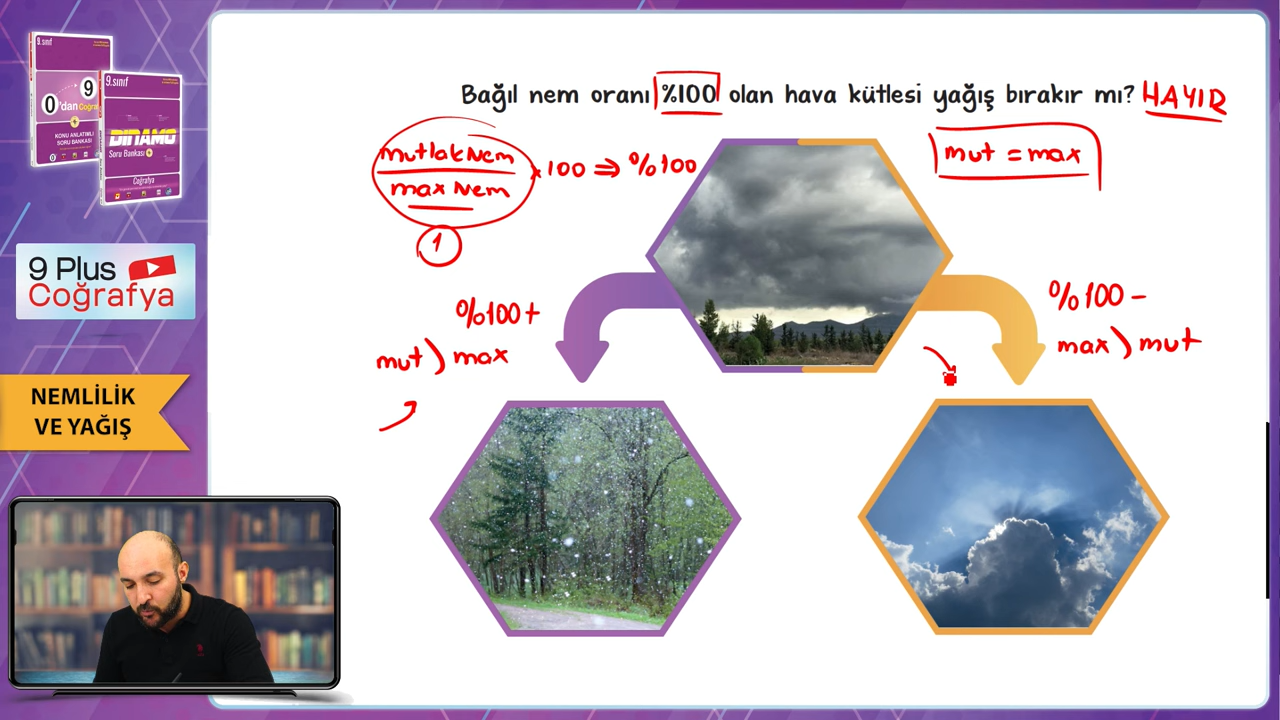 9.sınıf
0'dan
9
Coğrafya
KONU ANLATIMLI
SORU BANKASI
9.sınıf
DİNAMO
Soru Bankası
Coğrafya
9 Plus
Coğrafya
NEMLİLİK
VE YAĞIŞ
Bağıl nem oranı %100 olan hava kütlesi yağış bırakır mı? HAYIR
mutlak Nem
max Nem
x 100 ⇒ %100
1
mut = max
%100+
mut > max
%100 -
max > mut